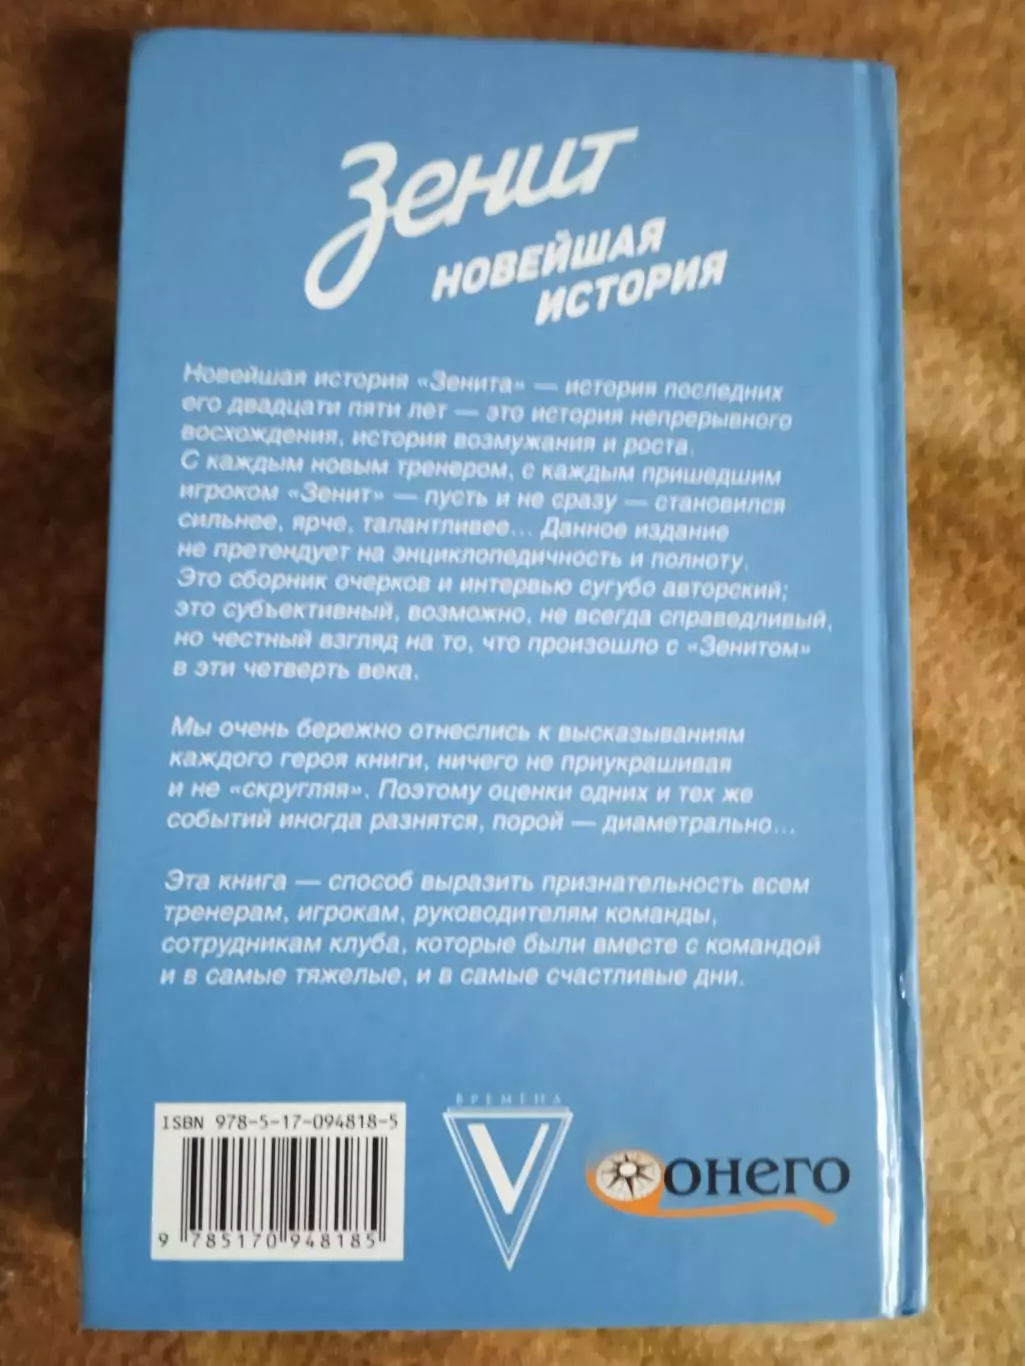 Зенит
НОВЕЙШАЯ
ИСТОРИЯ
Новейшая история «Зенита» — история последних
его двадцати пяти лет — это история непрерывного
восхождения, история возмужания и роста.
С каждым новым тренером, с каждым пришедшим
игроком «Зенит» — пусть и не сразу — становился
сильнее, ярче, талантливее... Данное издание
не претендует на энциклопедичность и полноту.
Это сборник очерков и интервью сугубо авторский;
это субъективный, возможно, не всегда справедливый,
но честный взгляд на то, что произошло с «Зенитом»
в эти четверть века.
Мы очень бережно отнеслись к высказываниям
каждого героя книги, ничего не приукрашивая
и не «скругляя». Поэтому оценки одних и тех же
событий иногда разнятся, порой — диаметрально...
Эта книга — способ выразить признательность всем
тренерам, игрокам, руководителям команды,
сотрудникам клуба, которые были вместе с командой
и в самые тяжелые, и в самые счастливые дни.
ISBN 978-5-17-094818-5
9 785170 948185
ВРЕМЕНА
V
онего